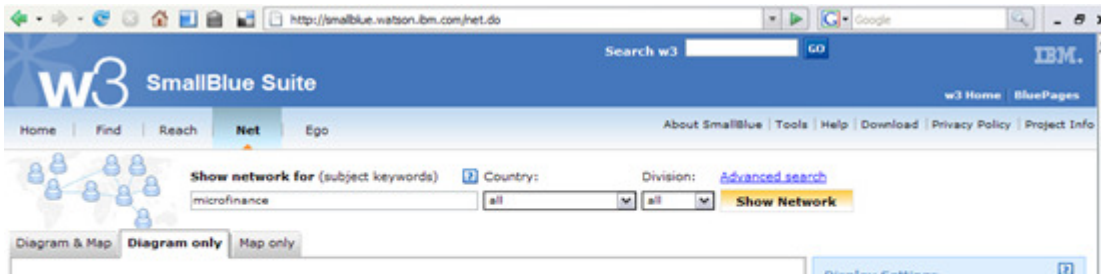 http://smallblue.watson.ibm.com/net.do Google
Search w3 GO
IBM.
w3 SmallBlue Suite
w3 Home BluePages
Home Find Reach Net Ego About SmallBlue Tools Help Download Privacy Policy Project Info
Show network for (subject keywords) ? Country: Division: Advanced search
microfinance all all Show Network
Diagram & Map Diagram only Map only
Display Settings ?